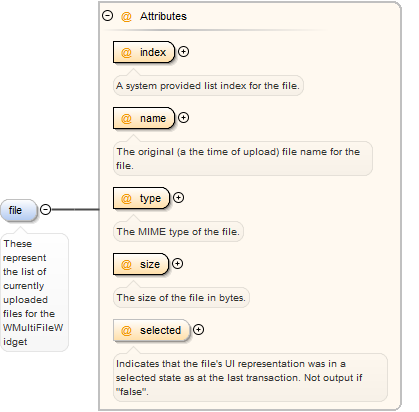 Attributes
@ index
A system provided list index for the file.
@ name
The original (a the time of upload) file name for the
file.
file
@ type
These
represent
the list of
currently
uploaded
files for the
WMultiFileW
idget
The MIME type of the file.
@ size
The size of the file in bytes.
@ selected
Indicates that the file's UI representation was in a
selected state as at the last transaction. Not output if
"false".